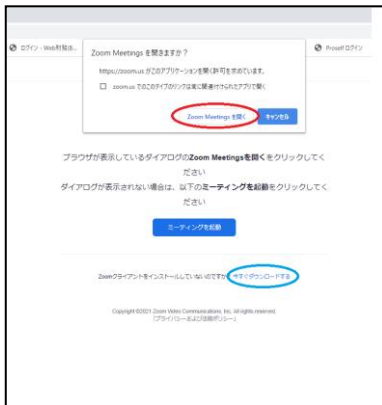 ログイン - Web対話出...
Proself ログイン
Zoom Meetings を開きますか？
https://zoom.us がこのアプリケーションを開く許可を求めています。
zoom.us でこのタイプのリンクは常に関連付けられたアプリで開く
Zoom Meetings を開く
キャンセル
ブラウザが表示しているダイアログのZoom Meetingsを開くをクリックしてく
ださい
ダイアログが表示されない場合は、以下のミーティングを起動をクリックしてく
ださい
ミーティングを起動
Zoomクライアントをインストールしていないのですか？今すぐダウンロードする
Copyright ©2021 Zoom Video Communications, Inc. All rights reserved.
「プライバシーおよび法務ポリシー」